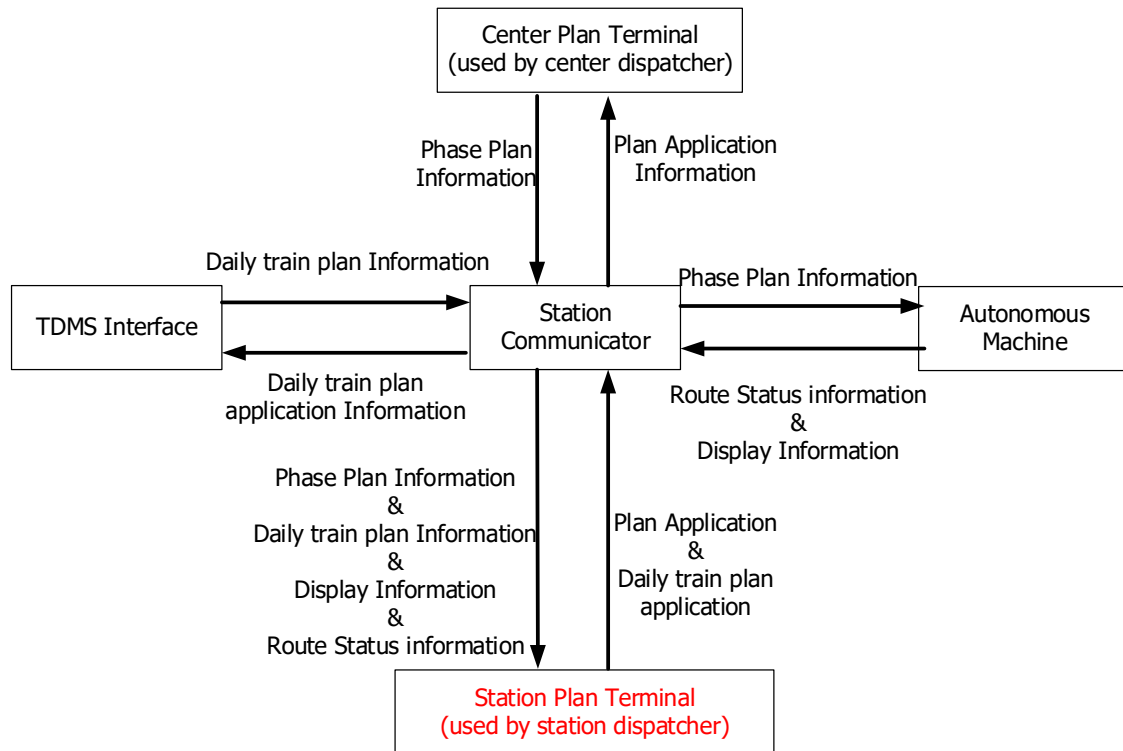 Center Plan Terminal
(used by center dispatcher)
Phase Plan
Information
Plan Application
Information
Daily train plan Information
Phase Plan Information
TDMS Interface
Station
Communicator
Autonomous
Machine
Daily train plan
application Information
Route Status information
&
Display Information
Phase Plan Information
&
Daily train plan Information
&
Display Information
&
Route Status information
Plan Application
&
Daily train plan
application
Station Plan Terminal
(used by station dispatcher)